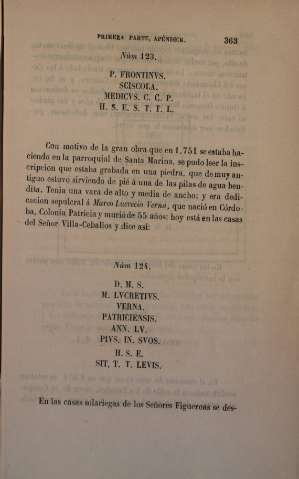 PRIMERA PARTE, APÉNDICE. 363
Núm 123.
P. FRONTINVS.
SCISCOLA.
MEDICVS. C. C. P.
H. S. E. S. T. T. L.
Con motivo de la gran obra que en 1,751 se estaba ha-
ciendo en la parroquial de Santa Marina, se pudo leer la ins-
cripcion que estaba grabada en una piedra, que de muy an-
tiguo estuvo sirviendo de pié á una de las pilas de agua ben-
dita. Tenia una vara de alto y media de ancho; y era dedi-
cacion sepulcral á Marco Lucrecio Verna, que nació en Córdo-
ba, Colonia Patricia y murió de 55 años: hoy está en las casas
del Señor Villa-Ceballos y dice asi:
Núm 124.
D. M. S.
M. LVCRETIVS.
VERNA.
PATRICIENSIS.
ANN. LV.
PIVS. IN. SVOS.
H. S. E.
SIT, T. T. LEVIS.
En las casas solariegas de los Señores Figueroas se des-